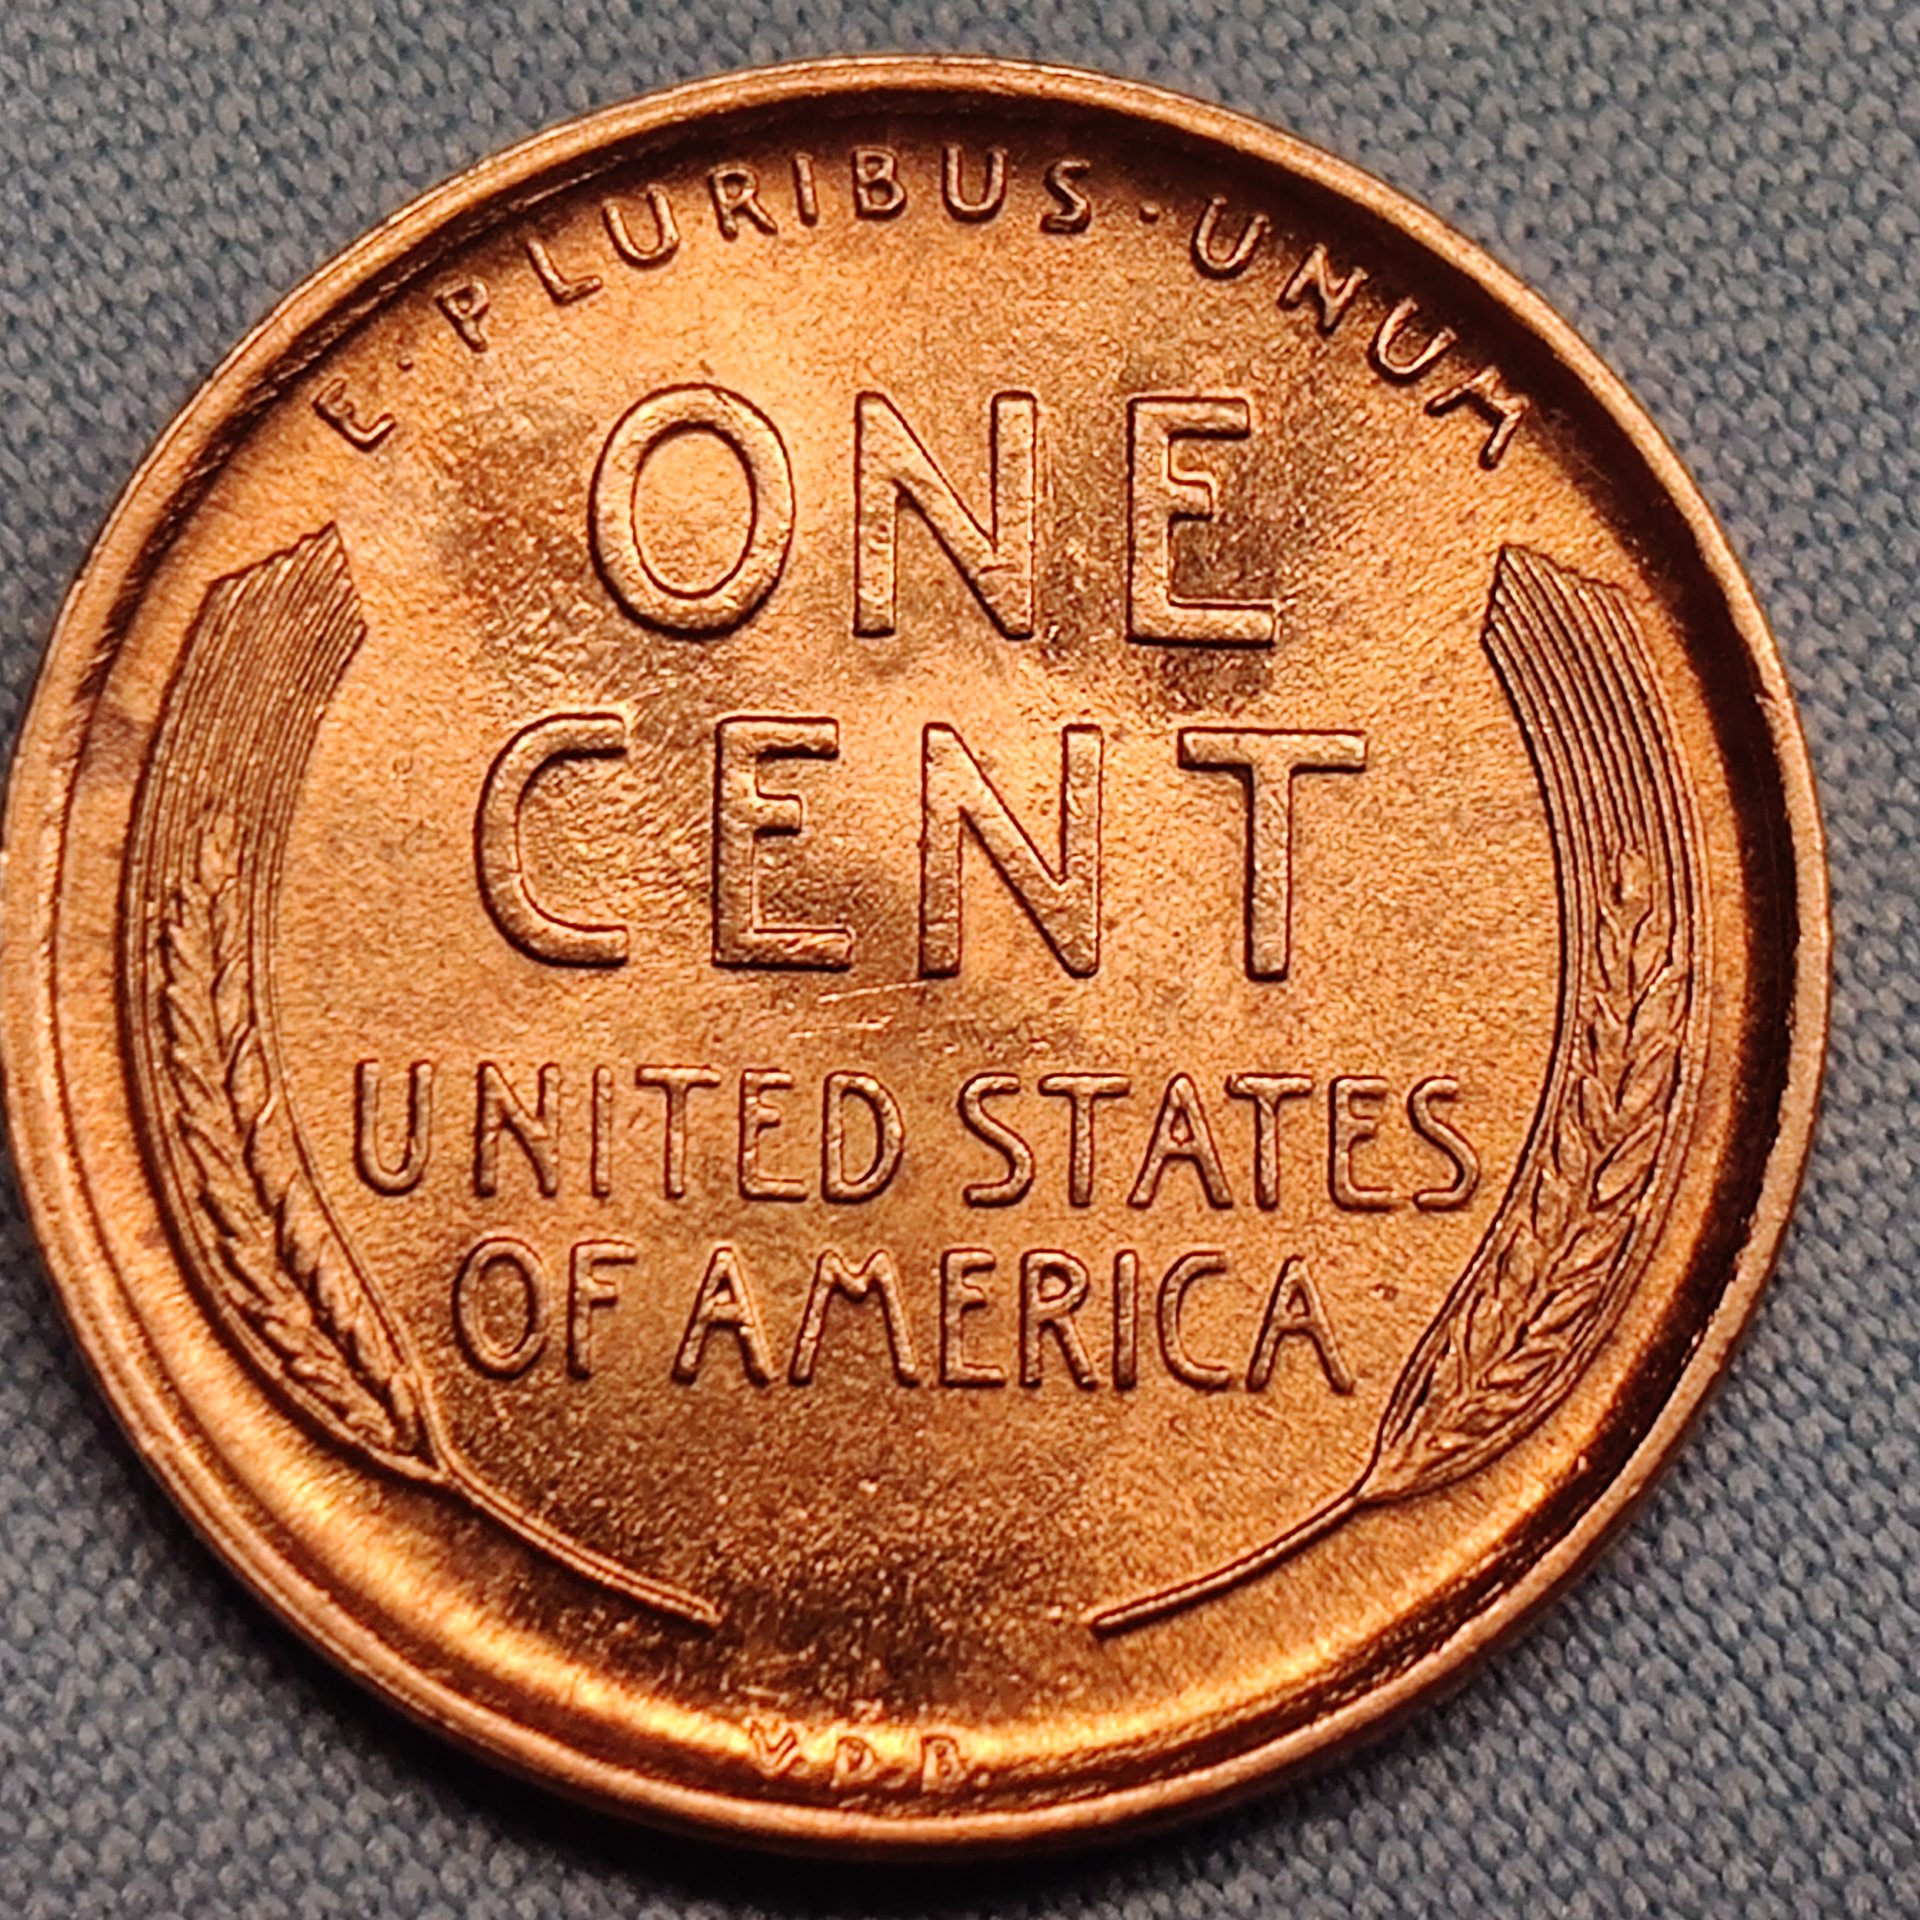 E·PLURIBUS·UNUM
ONE
CENT
UNITED STATES
OF AMERICA
V.D.B.